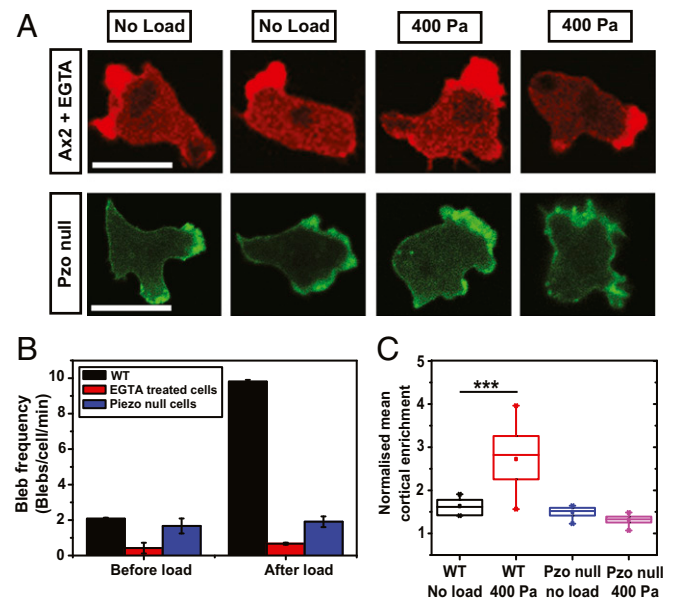 A
No Load
No Load
400 Pa
400 Pa
Ax2 + EGTA
Pzo null
B
Bleb frequency
(Blebs/cell/min)
10
8
6
4
2
0
WT
EGTA treated cells
Piezo null cells
Before load
After load
C
Normalised mean
cortical enrichment
5
4
3
2
1
***
WT
No load
WT
400 Pa
Pzo null
no load
Pzo null
400 Pa